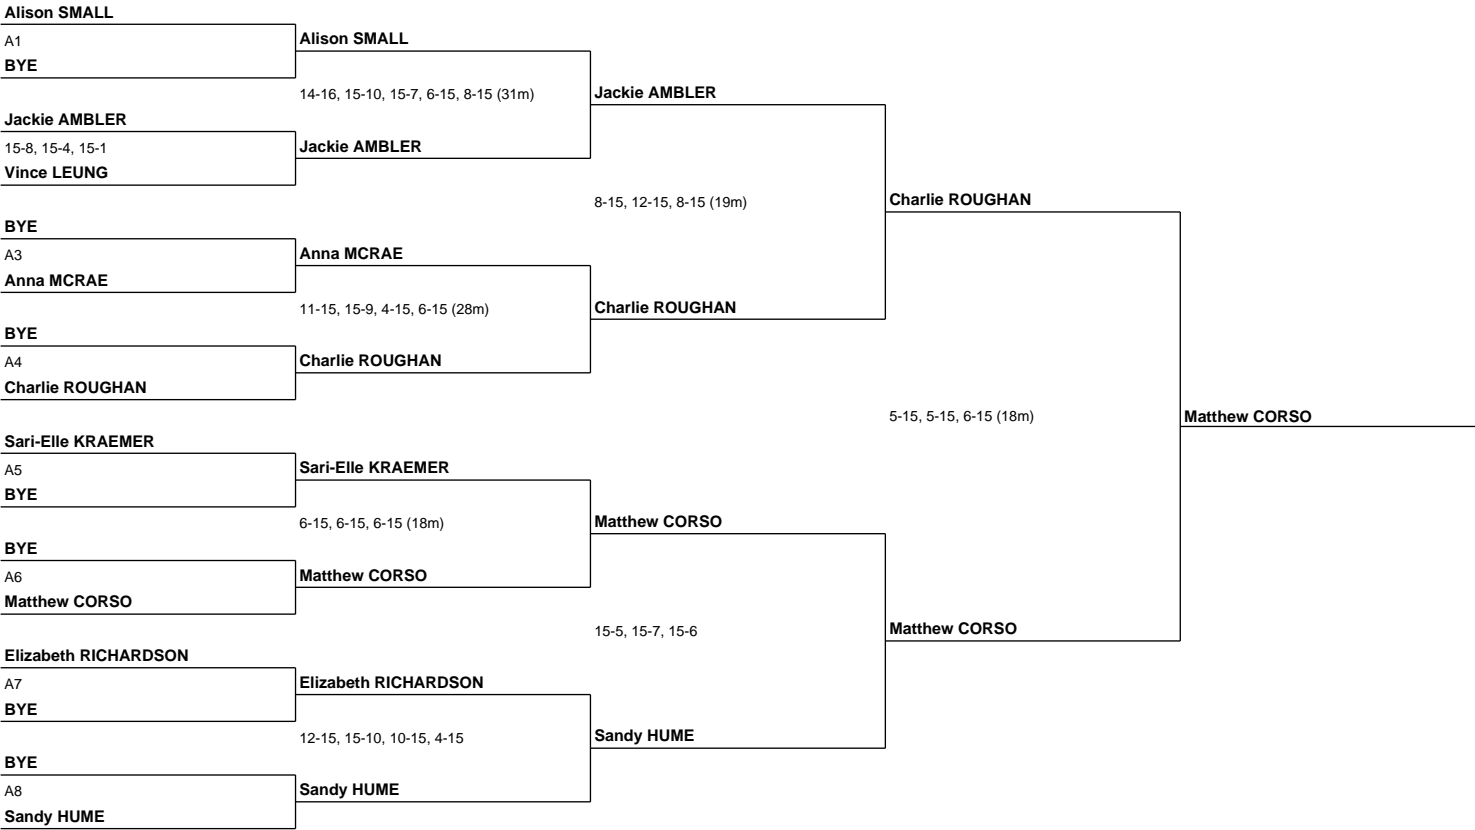 Alison SMALL
A1
BYE
Alison SMALL
14-16, 15-10, 15-7, 6-15, 8-15 (31m)
Jackie AMBLER
Jackie AMBLER
15-8, 15-4, 15-1
Vince LEUNG
Jackie AMBLER
8-15, 12-15, 8-15 (19m)
Charlie ROUGHAN
BYE
A3
Anna MCRAE
Anna MCRAE
11-15, 15-9, 4-15, 6-15 (28m)
Charlie ROUGHAN
BYE
A4
Charlie ROUGHAN
Charlie ROUGHAN
5-15, 5-15, 6-15 (18m)
Matthew CORSO
Sari-Elle KRAEMER
A5
BYE
Sari-Elle KRAEMER
6-15, 6-15, 6-15 (18m)
Matthew CORSO
BYE
A6
Matthew CORSO
Matthew CORSO
15-5, 15-7, 15-6
Matthew CORSO
Elizabeth RICHARDSON
A7
BYE
Elizabeth RICHARDSON
12-15, 15-10, 10-15, 4-15
Sandy HUME
BYE
A8
Sandy HUME
Sandy HUME